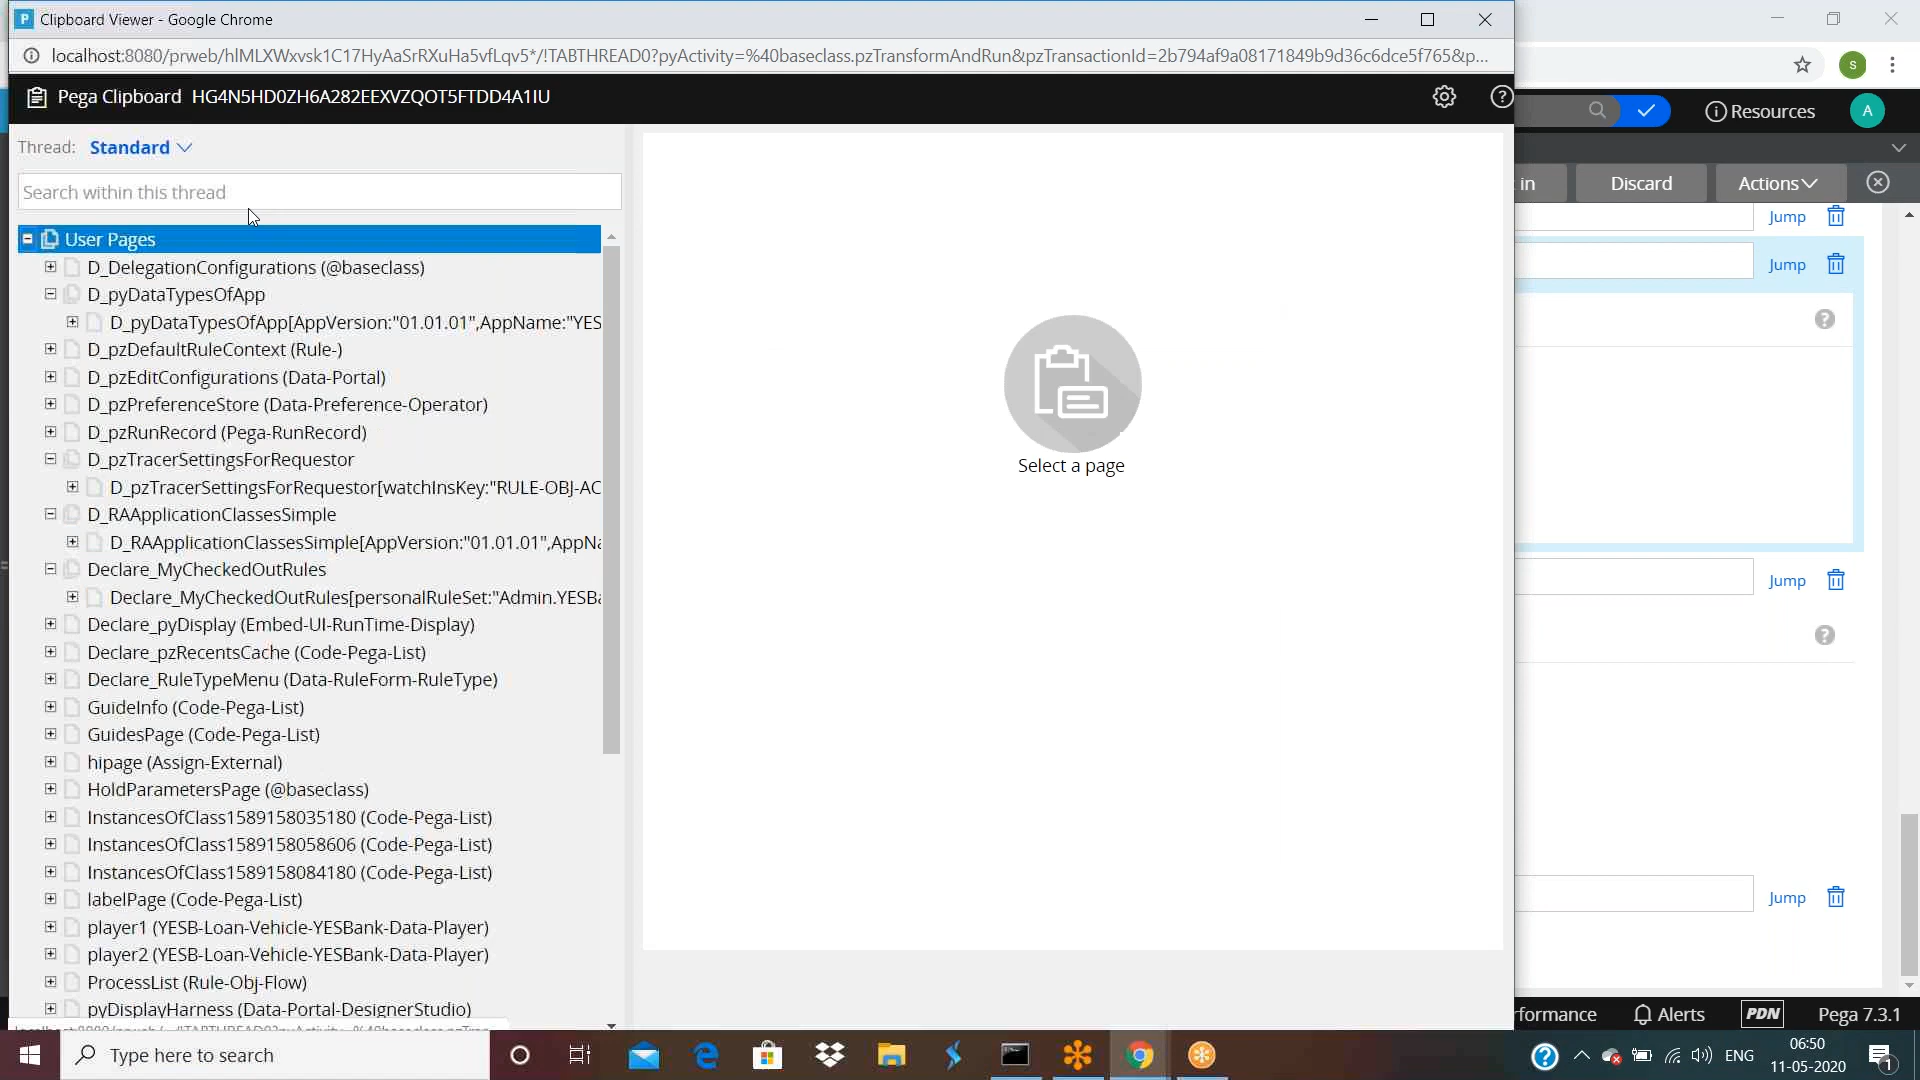 Clipboard Viewer - Google Chrome
localhost:8080/prweb/hlMLXWxvsk1C17HyAaSrRXuHa5vfLqv5*/!TABTHREAD0?pyActivity=%40baseclass.pzTransformAndRun&pzTransactionId=2b794af9a08171849b9d36c6dce5f765&p...
S
Pega Clipboard HG4N5HD0ZH6A282EEXVZQOT5FTDD4A1IU
Resources
A
Thread: Standard
in
Discard
Actions
Search within this thread
Jump
User Pages
D_DelegationConfigurations (@baseclass)
Jump
D_pyDataTypesOfApp
D_pyDataTypesOfApp[AppVersion:"01.01.01",AppName:"YES
D_pzDefaultRuleContext (Rule-)
D_pzEditConfigurations (Data-Portal)
D_pzPreferenceStore (Data-Preference-Operator)
D_pzRunRecord (Pega-RunRecord)
D_pzTracerSettingsForRequestor
Select a page
D_pzTracerSettingsForRequestor[watchInsKey:"RULE-OBJ-AC
D_RAApplicationClassesSimple
D_RAApplicationClassesSimple[AppVersion:"01.01.01",AppNa
Declare_MyCheckedOutRules
Jump
Declare_MyCheckedOutRules[personalRuleSet:"Admin.YESBa
Declare_pyDisplay (Embed-UI-RunTime-Display)
Declare_pzRecentsCache (Code-Pega-List)
Declare_RuleTypeMenu (Data-RuleForm-RuleType)
GuideInfo (Code-Pega-List)
GuidesPage (Code-Pega-List)
hipage (Assign-External)
HoldParametersPage (@baseclass)
InstancesOfClass1589158035180 (Code-Pega-List)
InstancesOfClass1589158058606 (Code-Pega-List)
InstancesOfClass1589158084180 (Code-Pega-List)
labelPage (Code-Pega-List)
Jump
player1 (YESB-Loan-Vehicle-YESBank-Data-Player)
player2 (YESB-Loan-Vehicle-YESBank-Data-Player)
ProcessList (Rule-Obj-Flow)
pyDisplayHarness (Data-Portal-DesignerStudio)
rformance
Alerts
PDN
Pega 7.3.1
Type here to search
ENG
06:50
11-05-2020
1